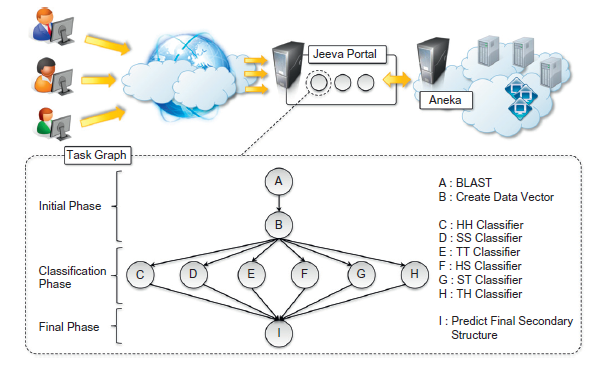 Jeeva Portal
Aneka
Task Graph
Initial Phase
Classification
Phase
Final Phase
A
B
C
D
E
F
G
H
I
A : BLAST
B : Create Data Vector
C : HH Classifier
D : SS Classifier
E : TT Classifier
F : HS Classifier
G : ST Classifier
H : TH Classifier
I : Predict Final Secondary
Structure